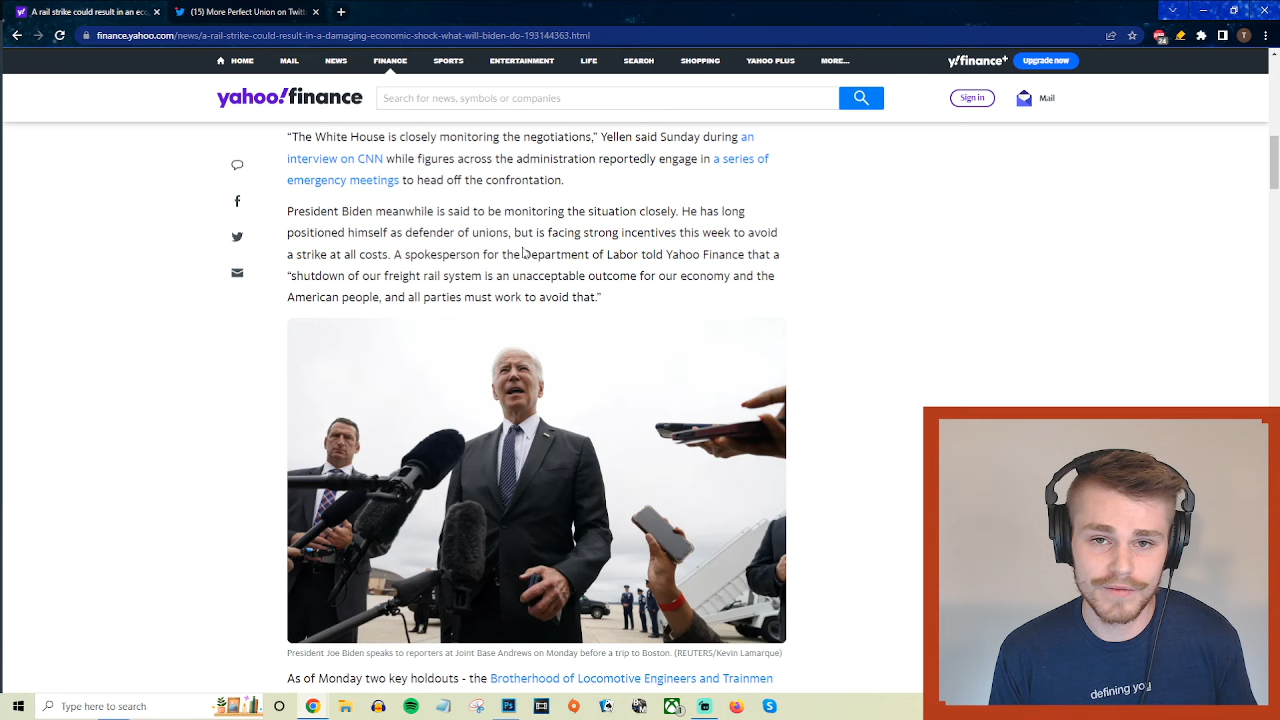 A rail strike could result in an ecc
(15) More Perfect Union on Twitt
finance.yahoo.com/news/a-rail-strike-could-result-in-a-damaging-economic-shock-what-will-biden-do-193144363.html
24
T
HOME MAIL NEWS FINANCE SPORTS ENTERTAINMENT LIFE SEARCH SHOPPING YAHOO PLUS MORE... y!finance+ Upgrade now
yahoo!finance Search for news, symbols or companies Sign in Mail
“The White House is closely monitoring the negotiations,” Yellen said Sunday during an
interview on CNN while figures across the administration reportedly engage in a series of
emergency meetings to head off the confrontation.
President Biden meanwhile is said to be monitoring the situation closely. He has long
positioned himself as defender of unions, but is facing strong incentives this week to avoid
a strike at all costs. A spokesperson for the Department of Labor told Yahoo Finance that a
“shutdown of our freight rail system is an unacceptable outcome for our economy and the
American people, and all parties must work to avoid that.”
President Joe Biden speaks to reporters at Joint Base Andrews on Monday before a trip to Boston. (REUTERS/Kevin Lamarque)
As of Monday two key holdouts - the Brotherhood of Locomotive Engineers and Trainmen
defining you
Type here to search